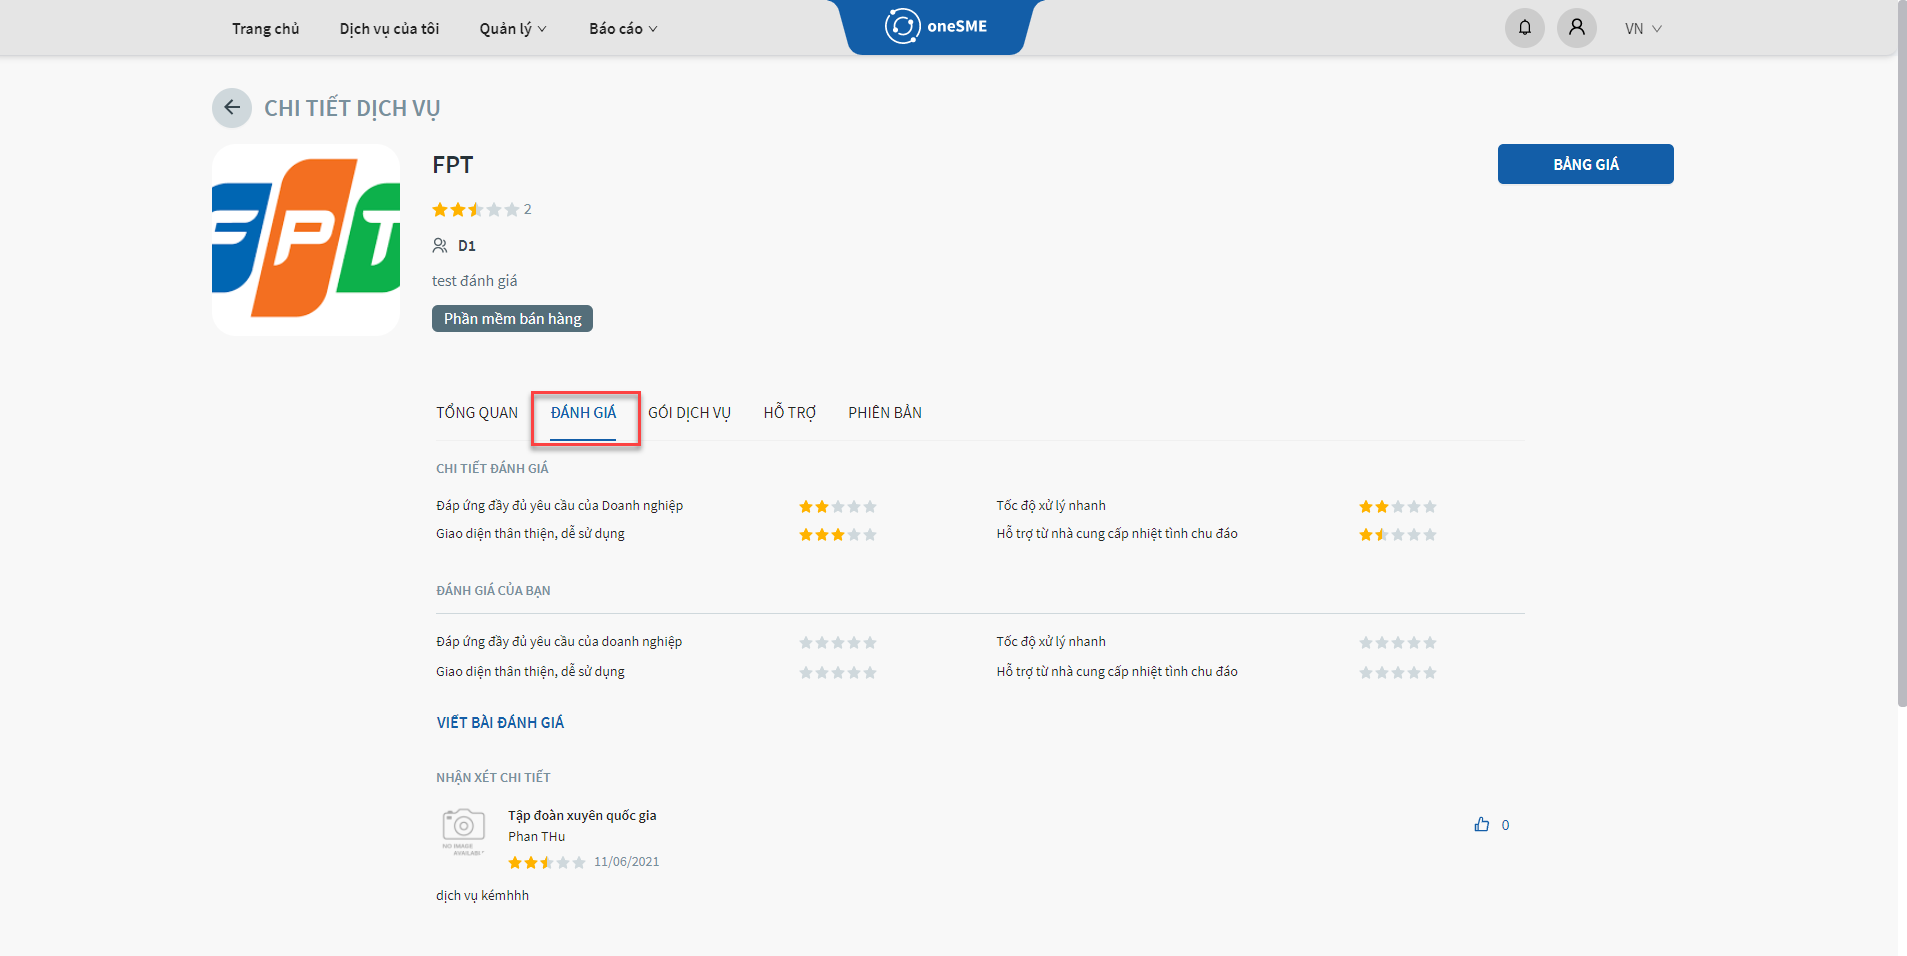 Trang chủ
Dịch vụ của tôi
Quản lý
Báo cáo
oneSME
VN
CHI TIẾT DỊCH VỤ
FPT
FPT
BẢNG GIÁ
2
D1
test đánh giá
Phần mềm bán hàng
TỔNG QUAN
ĐÁNH GIÁ
GÓI DỊCH VỤ
HỖ TRỢ
PHIÊN BẢN
CHI TIẾT ĐÁNH GIÁ
Đáp ứng đầy đủ yêu cầu của Doanh nghiệp
Tốc độ xử lý nhanh
Giao diện thân thiện, dễ sử dụng
Hỗ trợ từ nhà cung cấp nhiệt tình chu đáo
ĐÁNH GIÁ CỦA BẠN
Đáp ứng đầy đủ yêu cầu của doanh nghiệp
Tốc độ xử lý nhanh
Giao diện thân thiện, dễ sử dụng
Hỗ trợ từ nhà cung cấp nhiệt tình chu đáo
VIẾT BÀI ĐÁNH GIÁ
NHẬN XÉT CHI TIẾT
NO IMAGE
AVAILABL
Tập đoàn xuyên quốc gia
Phan THu
11/06/2021
0
dịch vụ kémhhh